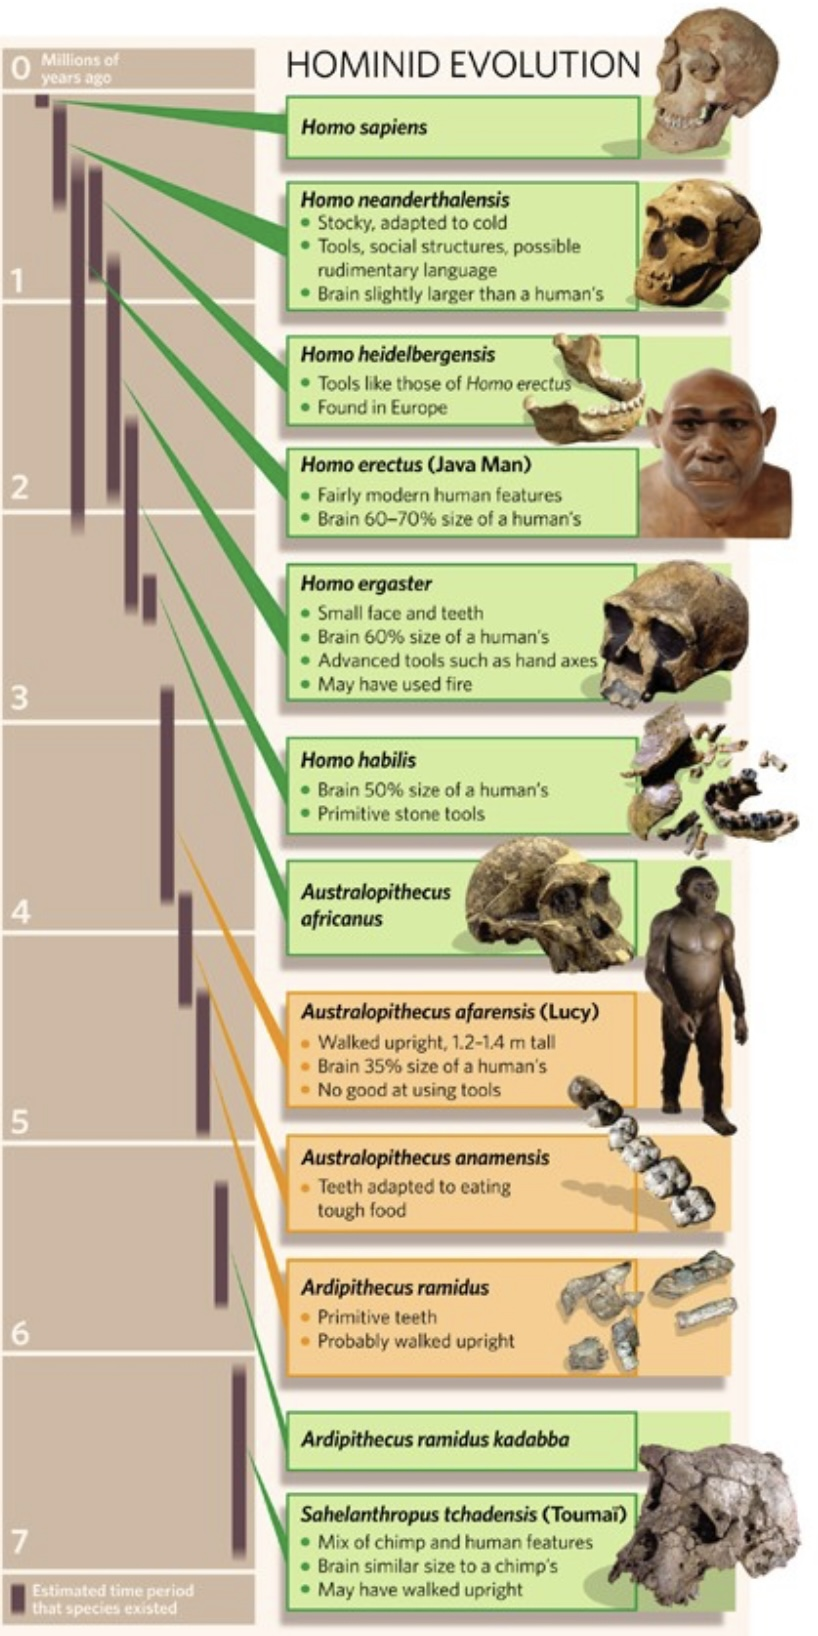 0 Millions of
years ago
HOMINID EVOLUTION
Homo sapiens
Homo neanderthalensis
• Stocky, adapted to cold
• Tools, social structures, possible
rudimentary language
• Brain slightly larger than a human's
1
Homo heidelbergensis
• Tools like those of Homo erectus
• Found in Europe
Homo erectus (Java Man)
• Fairly modern human features
• Brain 60–70% size of a human's
2
Homo ergaster
• Small face and teeth
• Brain 60% size of a human's
• Advanced tools such as hand axes
• May have used fire
3
Homo habilis
• Brain 50% size of a human's
• Primitive stone tools
Australopithecus
africanus
4
Australopithecus afarensis (Lucy)
• Walked upright, 1.2–1.4 m tall
• Brain 35% size of a human's
• No good at using tools
5
Australopithecus anamensis
• Teeth adapted to eating
tough food
Ardipithecus ramidus
• Primitive teeth
• Probably walked upright
6
Ardipithecus ramidus kadabba
Sahelanthropus tchadensis (Toumaï)
• Mix of chimp and human features
• Brain similar size to a chimp's
• May have walked upright
7
Estimated time period
that species existed